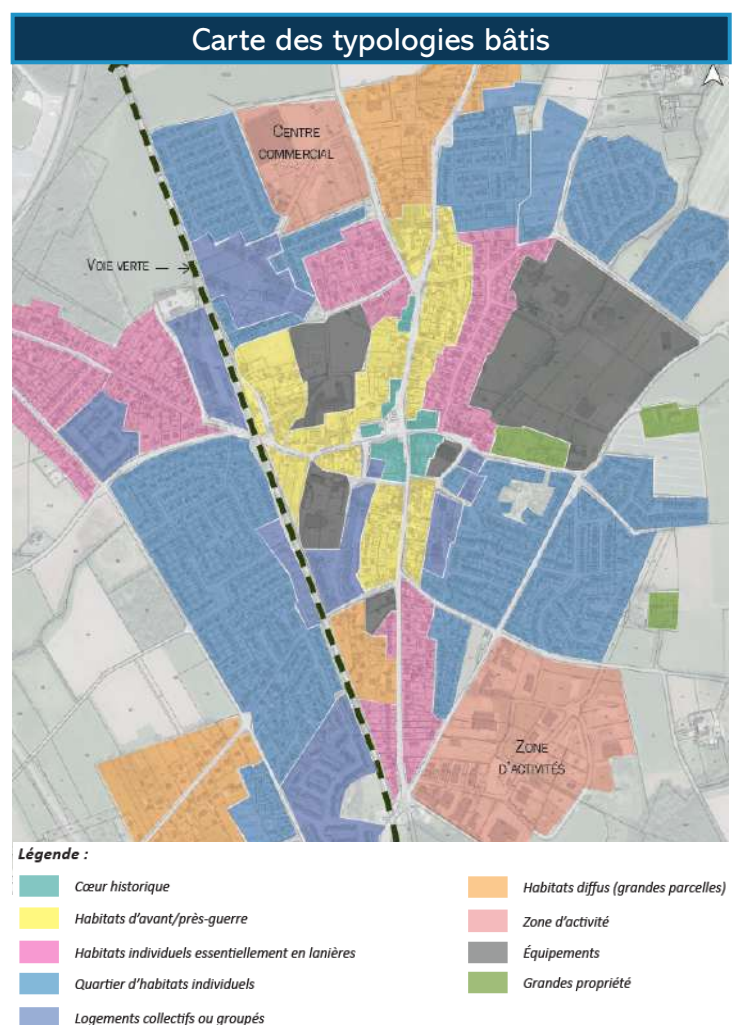 Carte des typologies bâtis
CENTRE
COMMERCIAL
VOIE VERTE
ZONE
D'ACTIVITÉS
Légende :
Cœur historique
Habitats d'avant/près-guerre
Habitats individuels essentiellement en lanières
Quartier d'habitats individuels
Logements collectifs ou groupés
Habitats diffus (grandes parcelles)
Zone d'activité
Équipements
Grandes propriété